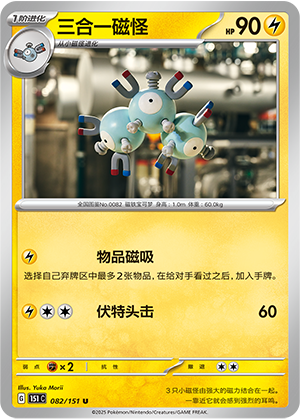 1阶进化
三合一磁怪
HP 90
从小磁怪进化
全国图鉴No.0082 磁铁宝可梦 身高：1.0m 体重：60.0kg
物品磁吸
选择自己弃牌区中最多2张物品，在给对手看过之后，加入手牌。
伏特头击 60
弱点 ×2 抗性 撤退
Illus. Yuka Morii
G 151 C 082/151 U
3只小磁怪由强大的磁力结合在一起。
一靠近它就会感到强烈的耳鸣。
©2025 Pokémon/Nintendo/Creatures/GAME FREAK.